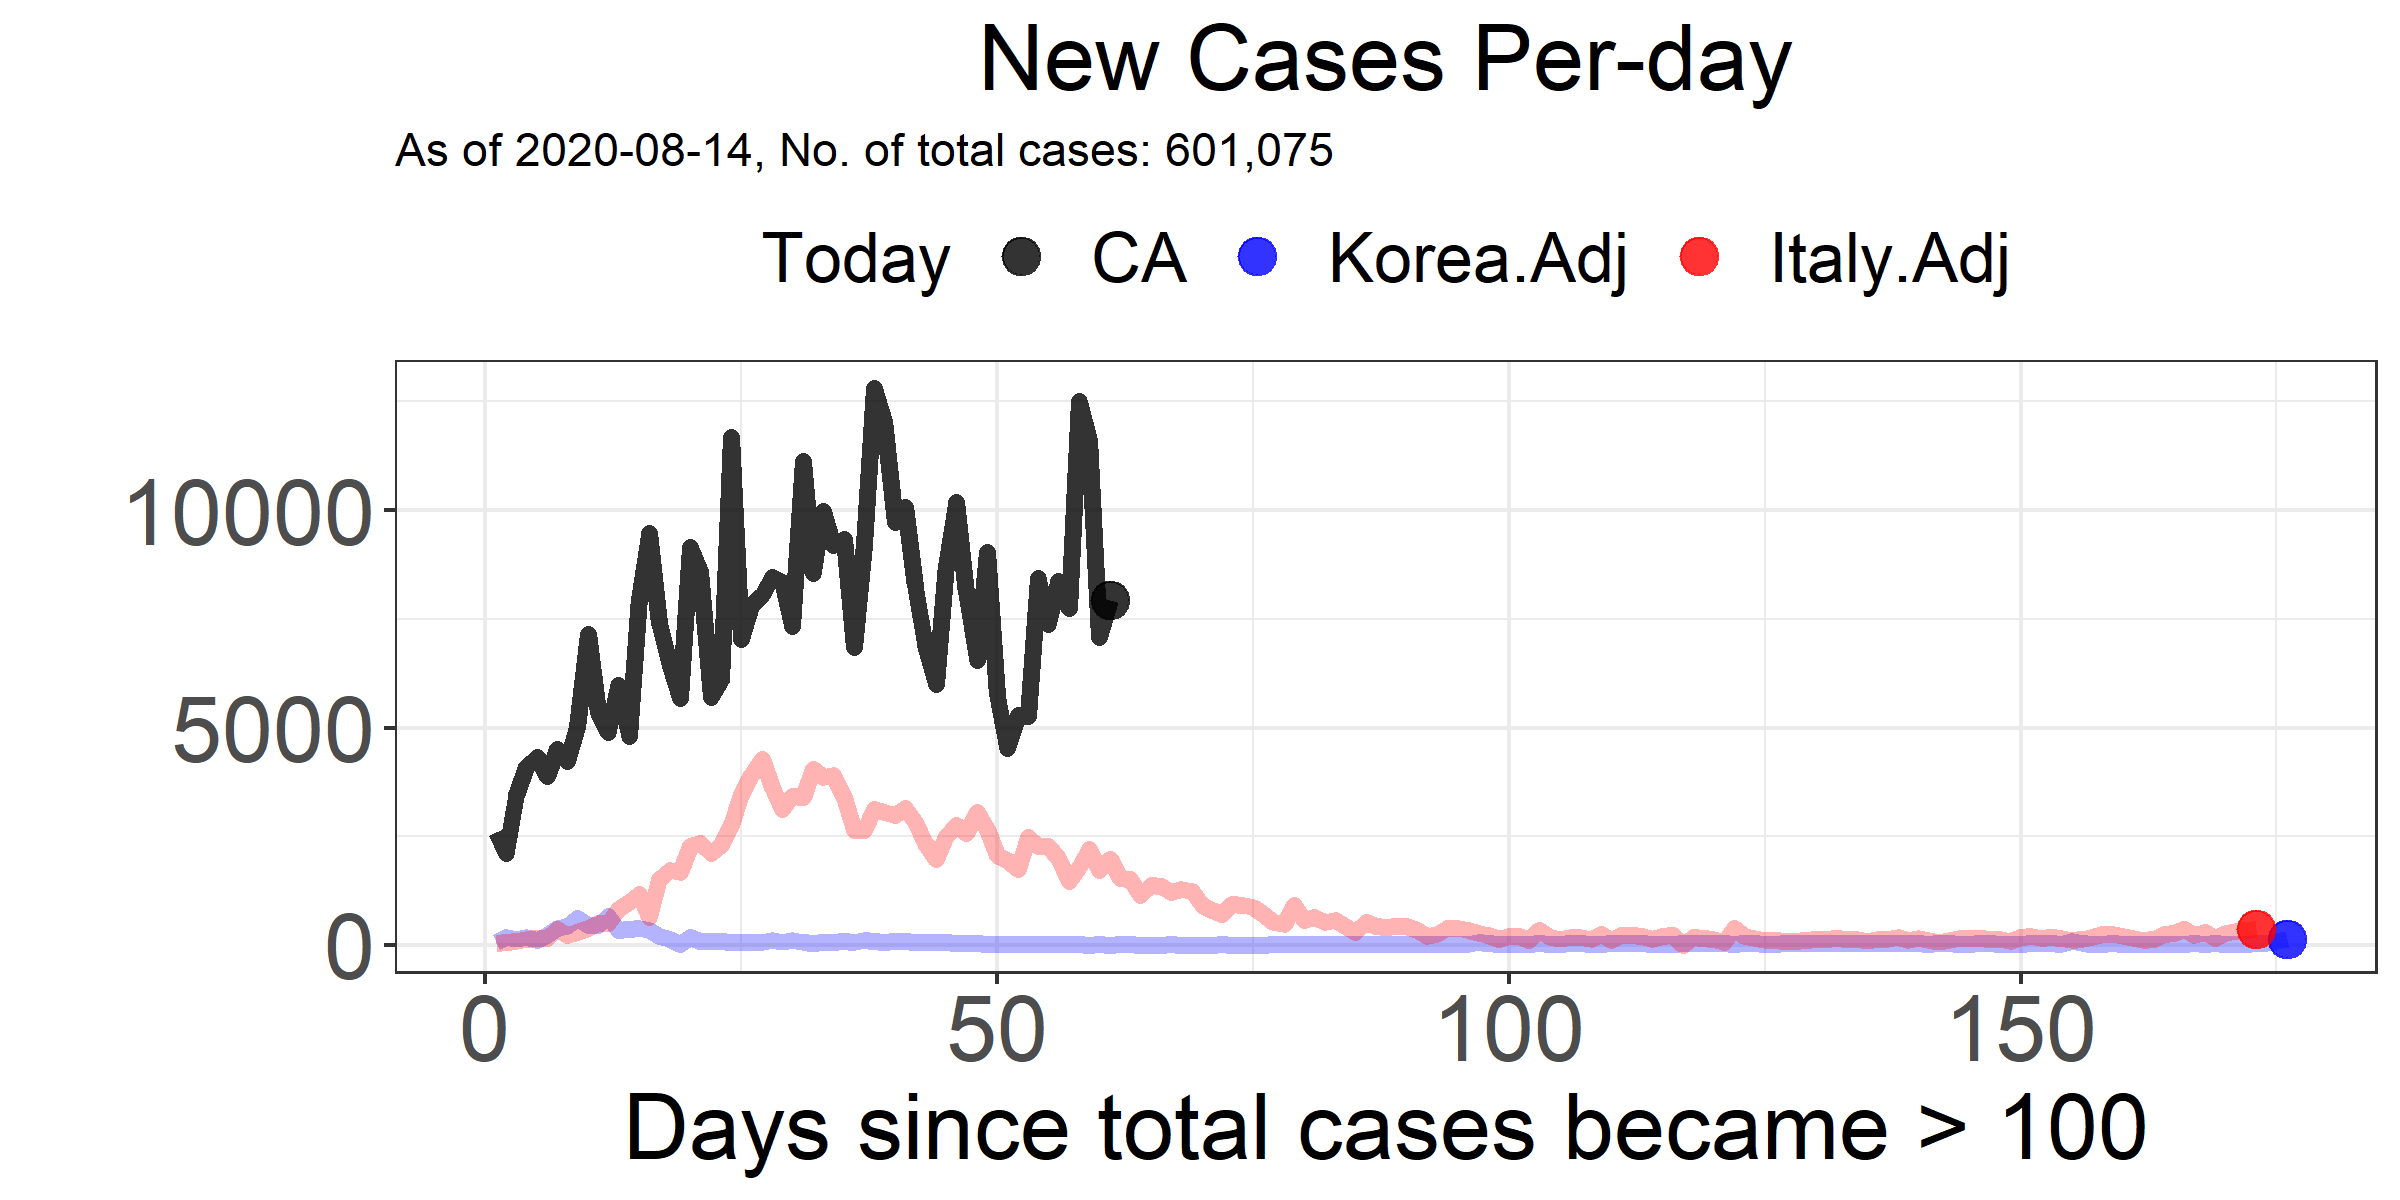 New Cases Per-day
As of 2020-08-14, No. of total cases: 601,075
Today CA Korea.Adj Italy.Adj
10000
5000
0
0 50 100 150
Days since total cases became > 100